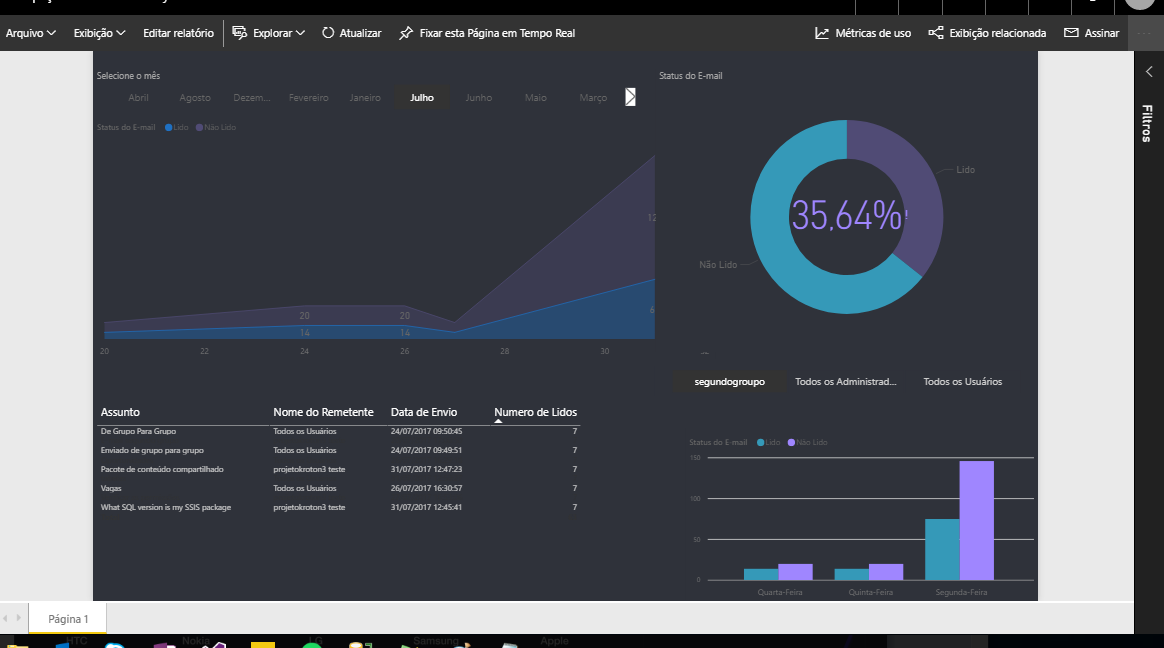 Arquivo Exibição Editar relatório Explorar Atualizar Fixar esta Página em Tempo Real Métricas de uso Exibição relacionada Assinar
Filtros
Selecione o mês
Abril Agosto Dezem... Fevereiro Janeiro Julho Junho Maio Março
Status do E-mail Lido Não Lido
12
6
20 20
14 14
20 22 24 26 28 30
Status do E-mail
Lido
35,64%
Não Lido
segundogroupo Todos os Administrad... Todos os Usuários
Assunto Nome do Remetente Data de Envio Numero de Lidos
De Grupo Para Grupo Todos os Usuários 24/07/2017 09:50:45 7
Enviado de grupo para grupo Todos os Usuários 24/07/2017 09:49:51 7
Pacote de conteúdo compartilhado projetokroton3 teste 31/07/2017 12:47:23 7
Vagas Todos os Usuários 26/07/2017 16:30:57 7
What SQL version is my SSIS package projetokroton3 teste 31/07/2017 12:45:41 7
Status do E-mail Lido Não Lido
150
100
50
0
Quarta-Feira Quinta-Feira Segunda-Feira
Página 1
HTC Nokia LG Samsung Apple